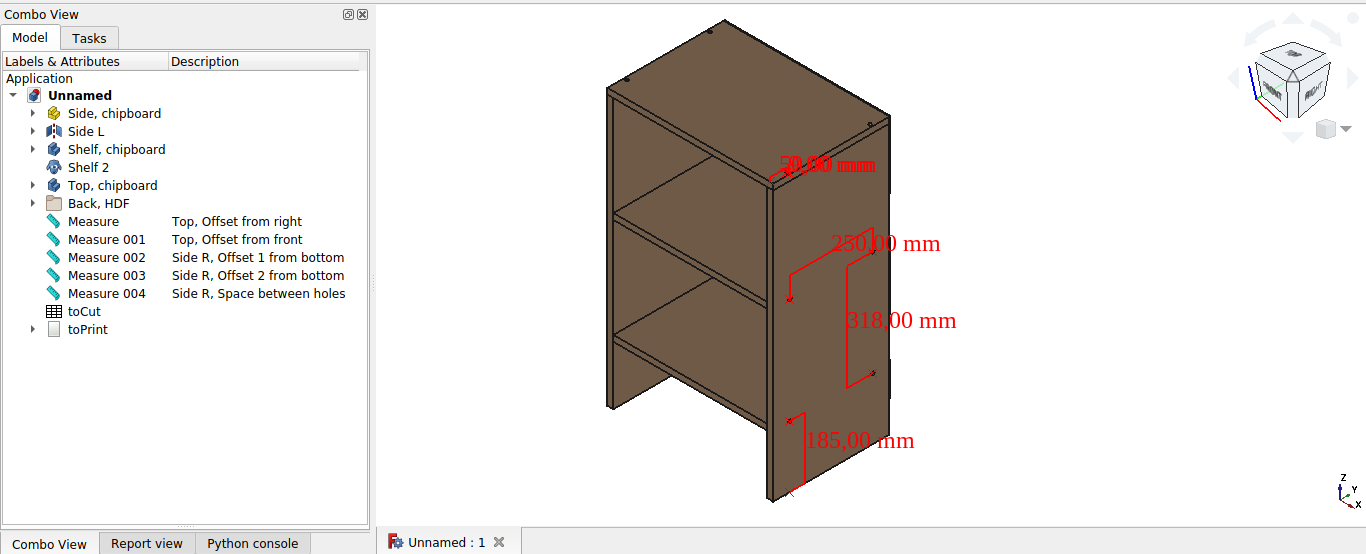 Combo View
Model
Tasks
Labels & Attributes Description
Application
Unnamed
Side, chipboard
Side L
Shelf, chipboard
Shelf 2
Top, chipboard
Back, HDF
Measure Top, Offset from right
Measure 001 Top, Offset from front
Measure 002 Side R, Offset 1 from bottom
Measure 003 Side R, Offset 2 from bottom
Measure 004 Side R, Space between holes
toCut
toPrint
Combo View
Report view
Python console
mm
250,00 mm
318,00 mm
185,00 mm
FRONT
RIGHT
Z
Y
X
Unnamed : 1